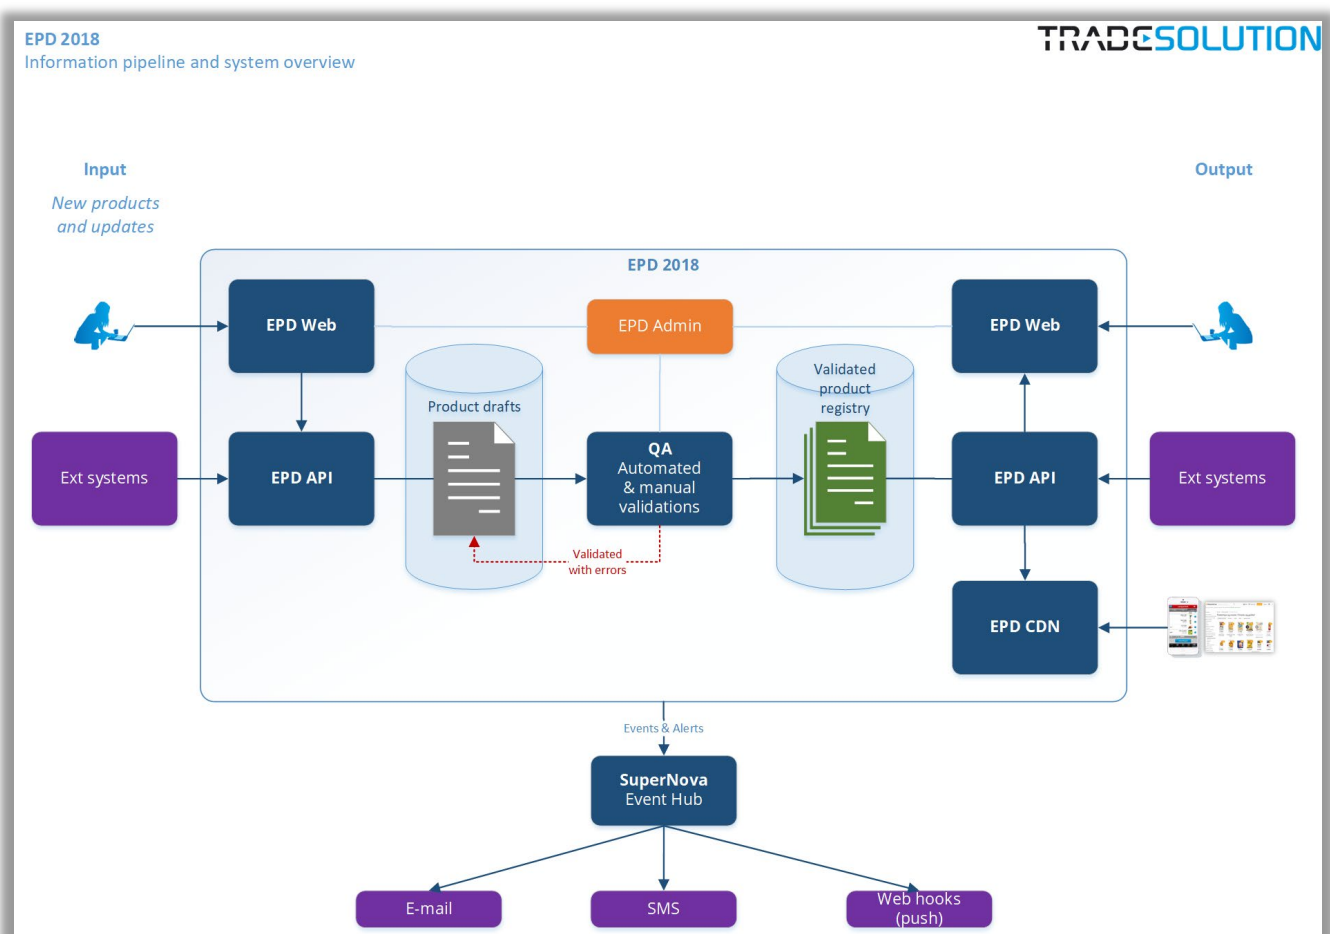 EPD 2018
Information pipeline and system overview
TRADESOLUTION
Input
New products
and updates
Output
EPD 2018
EPD Web
EPD Admin
EPD Web
Product drafts
Validated
product
registry
Ext systems
EPD API
QA
Automated
& manual
validations
EPD API
Ext systems
Validated
with errors
EPD CDN
Events & Alerts
SuperNova
Event Hub
E-mail
SMS
Web hooks
(push)